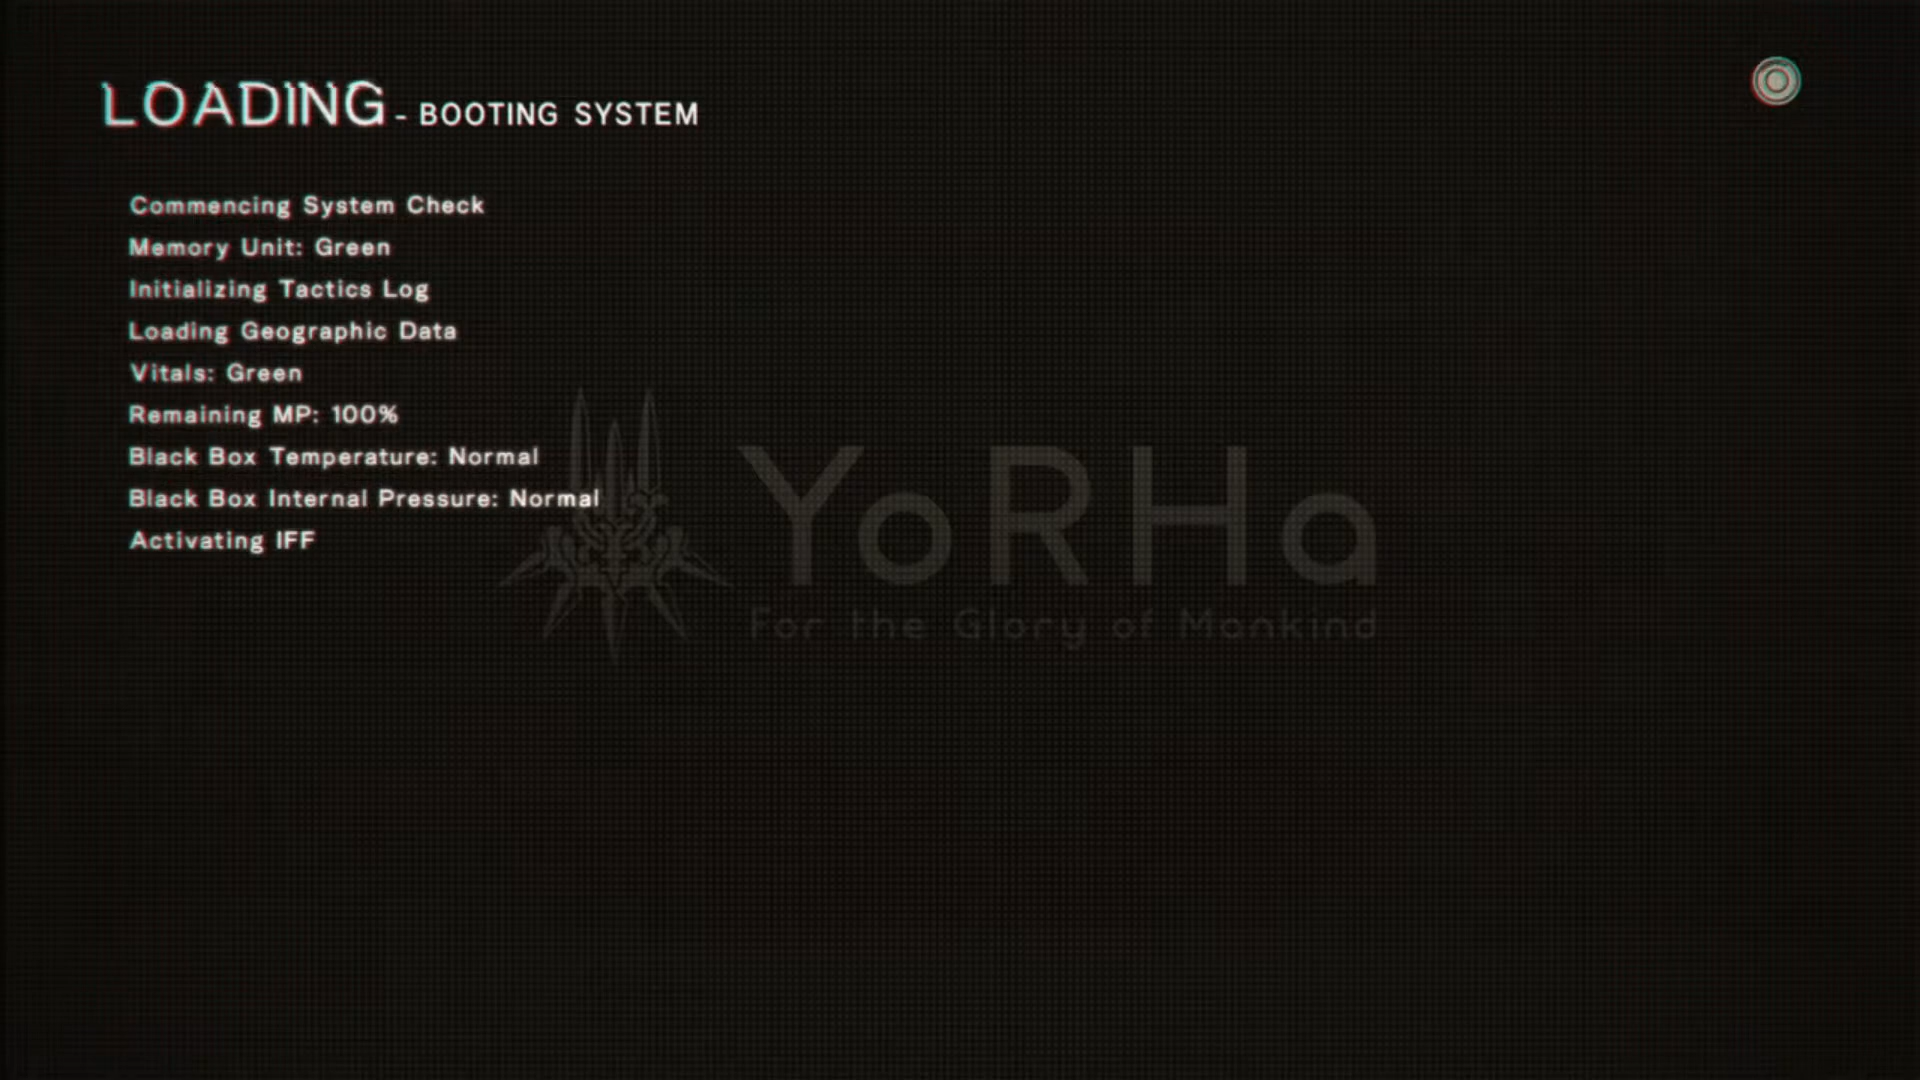 LOADING - BOOTING SYSTEM
Commencing System Check
Memory Unit: Green
Initializing Tactics Log
Loading Geographic Data
Vitals: Green
Remaining MP: 100%
Black Box Temperature: Normal
Black Box Internal Pressure: Normal
Activating IFF
YoRHa
For the Glory of Mankind